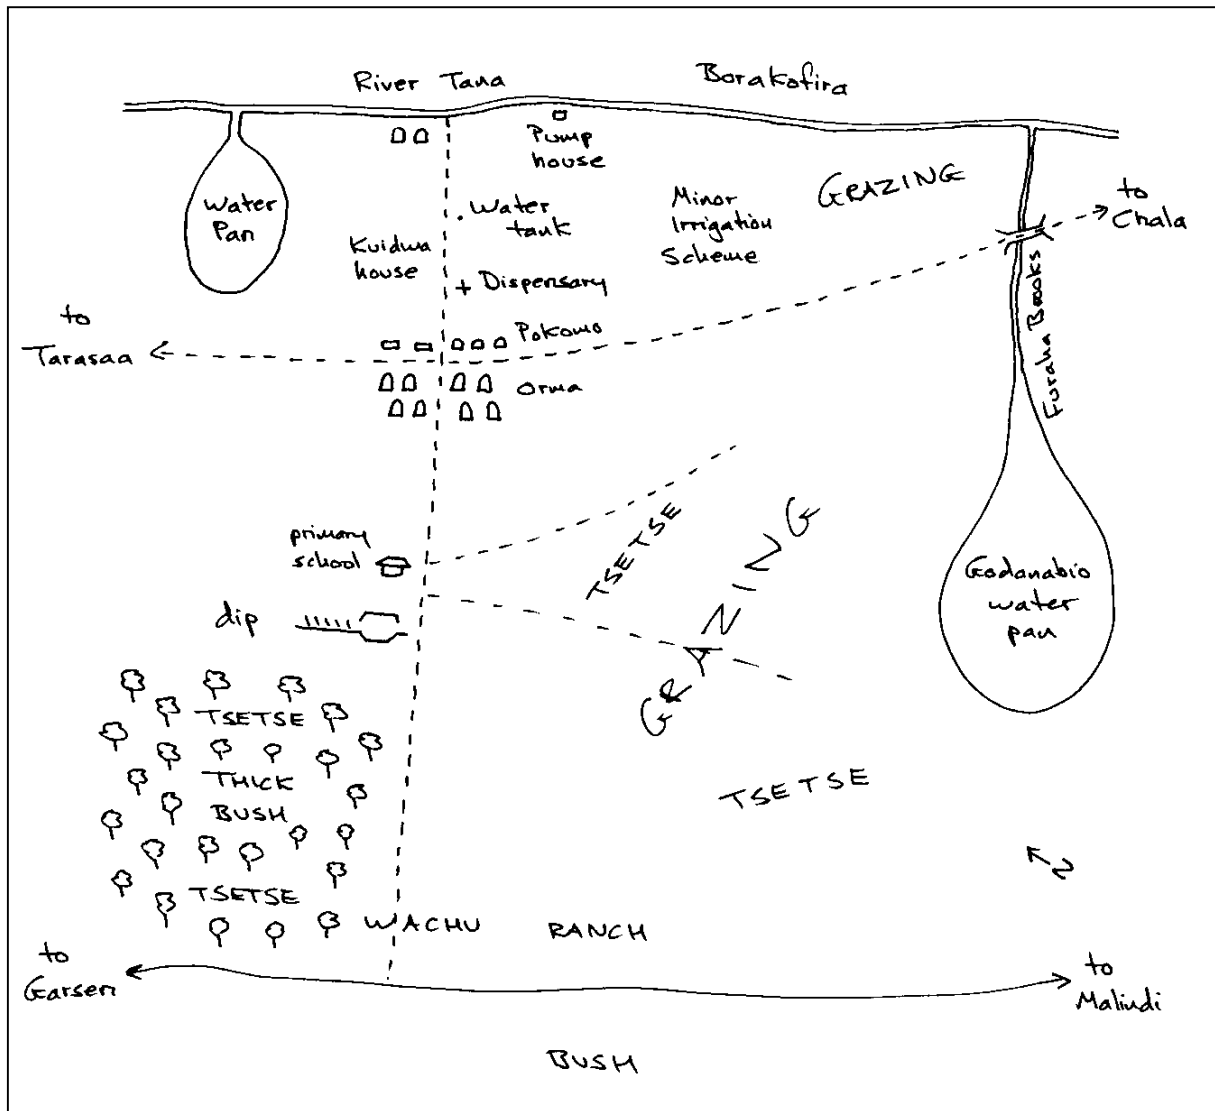 River Tana
Borakofira
Pump
house
GRAZING
to
Chala
Water
Pan
Water
tank
Minor
Irrigation
Scheme
Kuidwa
house
Dispensary
Furaha Brooks
to
Tarasaa
Pokomo
Orma
primary
school
TSETSE
GRAZING
Godanabio
water
pan
dip
TSETSE
THICK
BUSH
TSETSE
TSETSE
N
WACHU RANCH
to
Garsen
to
Malindi
BUSH